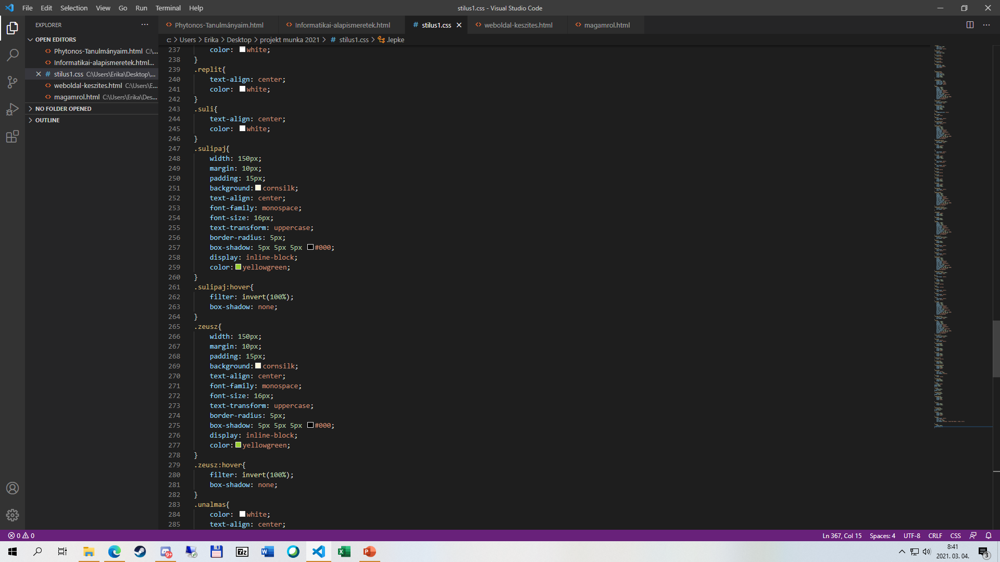 File Edit Selection View Go Run Terminal Help
stilus1.css - Visual Studio Code
EXPLORER
Phytonos-Tanulmányaim.html
Informatikai-alapismeretek.html
stilus1.css
weboldal-keszites.html
magamrol.html
OPEN EDITORS
Phytonos-Tanulmányaim.html C:\...
Informatikai-alapismeretek.html...
stilus1.css C:\Users\Erika\Desktop\...
weboldal-keszites.html C:\Users\E...
magamrol.html C:\Users\Erika\Des...
NO FOLDER OPENED
OUTLINE
c: > Users > Erika > Desktop > projekt munka 2021 > # stilus1.css > .lepke
237 color: white;
238 }
239 .replit{
240 text-align: center;
241 color: white;
242 }
243 .suli{
244 text-align: center;
245 color: white;
246 }
247 .sulipaj{
248 width: 150px;
249 margin: 10px;
250 padding: 15px;
251 background: cornsilk;
252 text-align: center;
253 font-family: monospace;
254 font-size: 16px;
255 text-transform: uppercase;
256 border-radius: 5px;
257 box-shadow: 5px 5px 5px #000;
258 display: inline-block;
259 color: yellowgreen;
260 }
261 .sulipaj:hover{
262 filter: invert(100%);
263 box-shadow: none;
264 }
265 .zeusz{
266 width: 150px;
267 margin: 10px;
268 padding: 15px;
269 background: cornsilk;
270 text-align: center;
271 font-family: monospace;
272 font-size: 16px;
273 text-transform: uppercase;
274 border-radius: 5px;
275 box-shadow: 5px 5px 5px #000;
276 display: inline-block;
277 color: yellowgreen;
278 }
279 .zeusz:hover{
280 filter: invert(100%);
281 box-shadow: none;
282 }
283 .unalmas{
284 color: white;
285 text-align: center;
0 0
Ln 367, Col 15 Spaces: 4 UTF-8 CRLF CSS
9+
7z
8:41
2021. 03. 04.
3